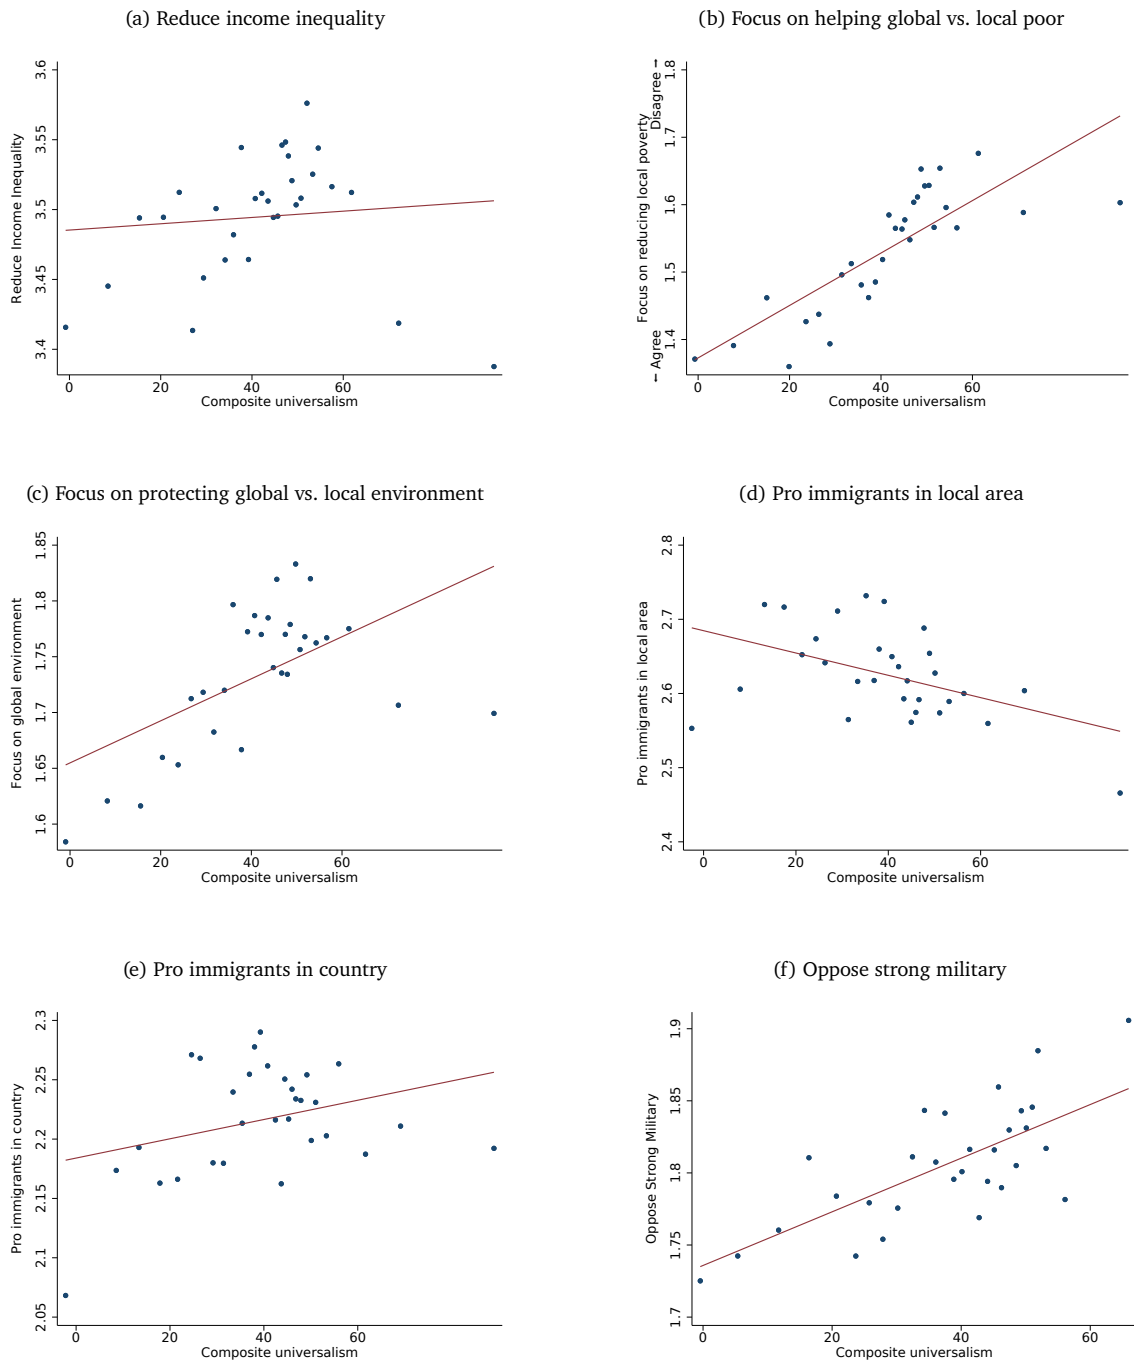 (a) Reduce income inequality
Reduce Income Inequality
3.6
3.55
3.5
3.45
3.4
0 20 40 60
Composite universalism
(b) Focus on helping global vs. local poor
Focus on reducing local poverty
← Agree Disagree →
1.8
1.7
1.6
1.5
1.4
0 20 40 60
Composite universalism
(c) Focus on protecting global vs. local environment
Focus on global environment
1.85
1.8
1.75
1.7
1.65
1.6
0 20 40 60
Composite universalism
(d) Pro immigrants in local area
Pro immigrants in local area
2.8
2.7
2.6
2.5
2.4
0 20 40 60
Composite universalism
(e) Pro immigrants in country
Pro immigrants in country
2.3
2.25
2.2
2.15
2.1
2.05
0 20 40 60
Composite universalism
(f) Oppose strong military
Oppose Strong Military
1.9
1.85
1.8
1.75
1.7
0 20 40 60
Composite universalism